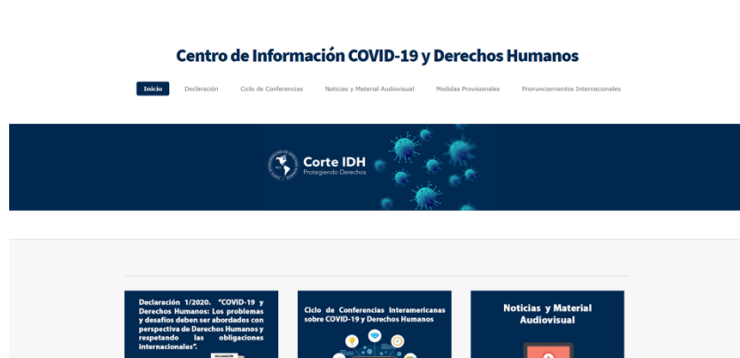 Centro de Información COVID-19 y Derechos Humanos
Inicio Declaración Ciclo de Conferencias Noticias y Material Audiovisual Medidas Provisionales Pronunciamientos Internacionales
Corte IDH
Protegiendo Derechos
Declaración 1/2020. "COVID-19 y
Derechos Humanos: Los problemas
y desafíos deben ser abordados con
perspectiva de Derechos Humanos y
respetando las obligaciones
internacionales".
DECLARACIÓN
Ciclo de Conferencias Interamericanas
sobre COVID-19 y Derechos Humanos
Noticias y Material
Audiovisual